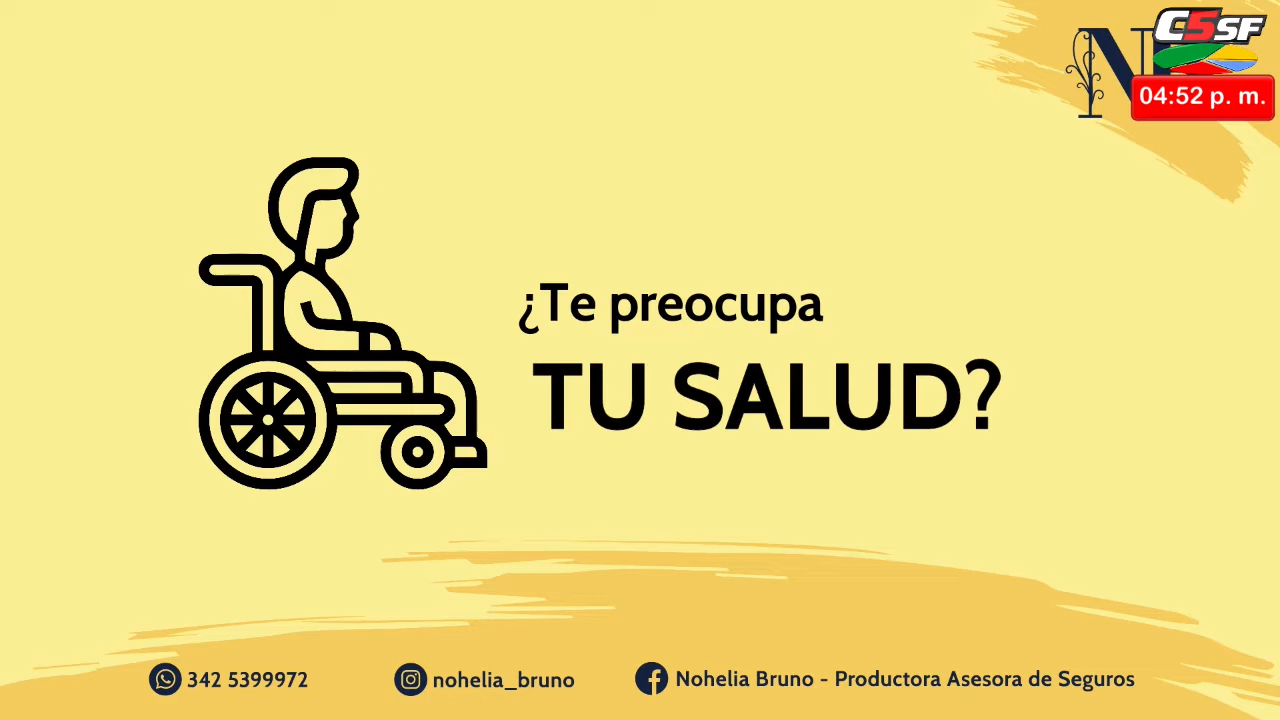 C5SF
N
04:52 p. m.
¿Te preocupa
TU SALUD?
342 5399972
nohelia_bruno
Nohelia Bruno - Productora Asesora de Seguros